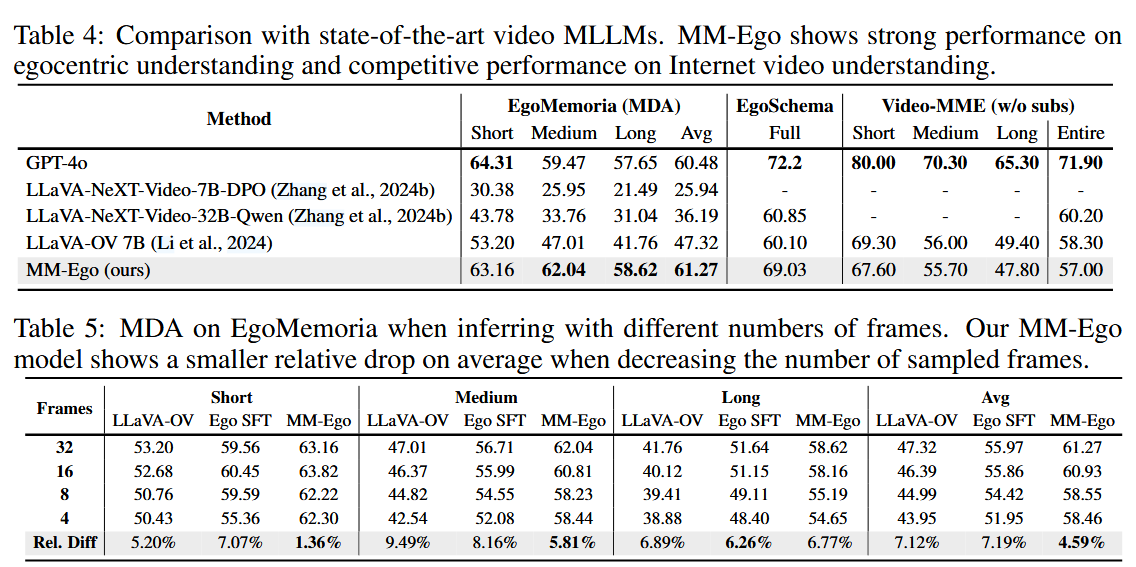 Table 4: Comparison with state-of-the-art video MLLMs. MM-Ego shows strong performance on
egocentric understanding and competitive performance on Internet video understanding.
Method EgoMemoria (MDA) EgoSchema Video-MME (w/o subs)
Short Medium Long Avg Full Short Medium Long Entire
GPT-4o 64.31 59.47 57.65 60.48 72.2 80.00 70.30 65.30 71.90
LLaVA-NeXT-Video-7B-DPO (Zhang et al., 2024b) 30.38 25.95 21.49 25.94 - - - - -
LLaVA-NeXT-Video-32B-Qwen (Zhang et al., 2024b) 43.78 33.76 31.04 36.19 60.85 - - - 60.20
LLaVA-OV 7B (Li et al., 2024) 53.20 47.01 41.76 47.32 60.10 69.30 56.00 49.40 58.30
MM-Ego (ours) 63.16 62.04 58.62 61.27 69.03 67.60 55.70 47.80 57.00
Table 5: MDA on EgoMemoria when inferring with different numbers of frames. Our MM-Ego
model shows a smaller relative drop on average when decreasing the number of sampled frames.
Frames Short Medium Long Avg
LLaVA-OV Ego SFT MM-Ego LLaVA-OV Ego SFT MM-Ego LLaVA-OV Ego SFT MM-Ego LLaVA-OV Ego SFT MM-Ego
32 53.20 59.56 63.16 47.01 56.71 62.04 41.76 51.64 58.62 47.32 55.97 61.27
16 52.68 60.45 63.82 46.37 55.99 60.81 40.12 51.15 58.16 46.39 55.86 60.93
8 50.76 59.59 62.22 44.82 54.55 58.23 39.41 49.11 55.19 44.99 54.42 58.55
4 50.43 55.36 62.30 42.54 52.08 58.44 38.88 48.40 54.65 43.95 51.95 58.46
Rel. Diff 5.20% 7.07% 1.36% 9.49% 8.16% 5.81% 6.89% 6.26% 6.77% 7.12% 7.19% 4.59%